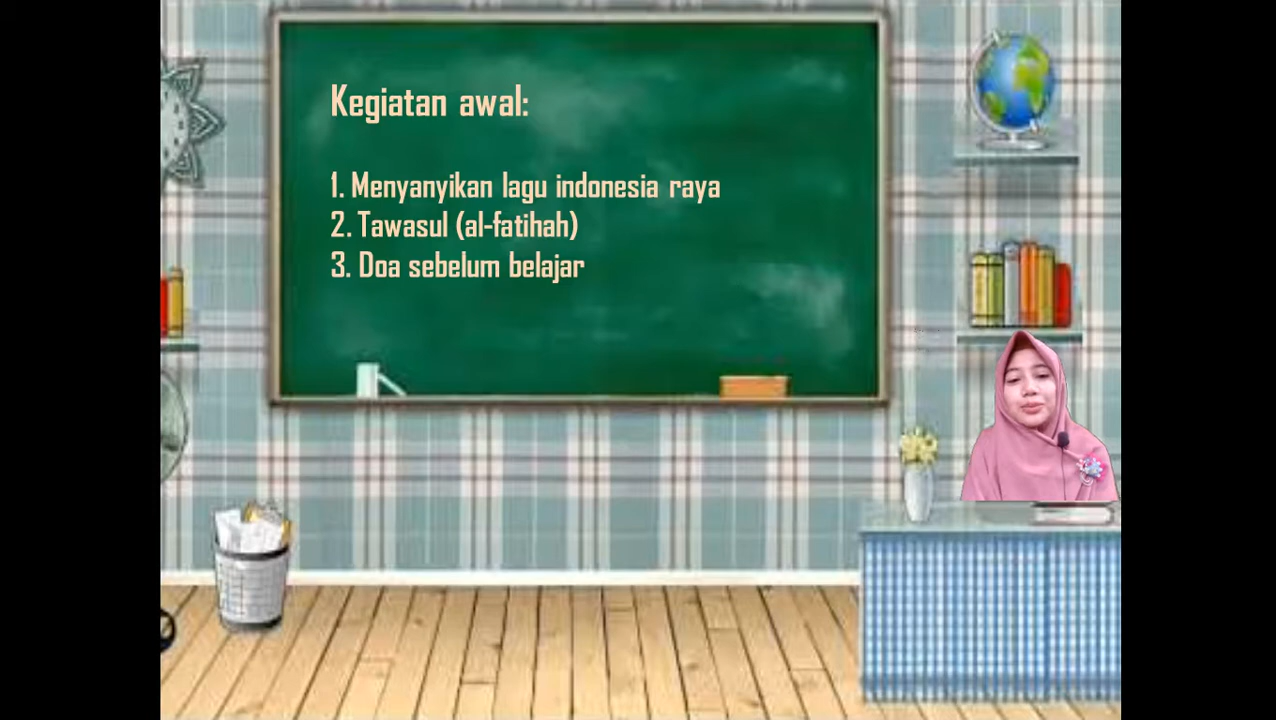 Kegiatan awal:
1. Menyanyikan lagu indonesia raya
2. Tawasul (al-fatihah)
3. Doa sebelum belajar